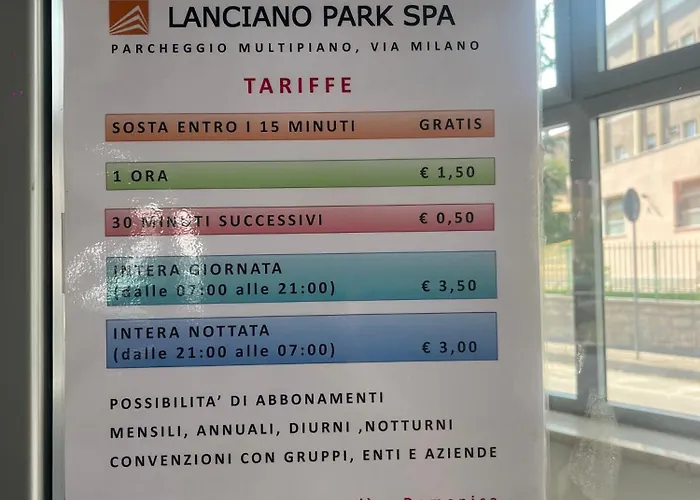 LANCIANO PARK SPA
PARCHEGGIO MULTIPIANO, VIA MILANO
TARIFFE
SOSTA ENTRO I 15 MINUTI GRATIS
1 ORA € 1,50
30 MINUTI SUCCESSIVI € 0,50
INTERA GIORNATA
(dalle 07:00 alle 21:00) € 3,50
INTERA NOTTATA
(dalle 21:00 alle 07:00) € 3,00
POSSIBILITA' DI ABBONAMENTI
MENSILI, ANNUALI, DIURNI ,NOTTURNI
CONVENZIONI CON GRUPPI, ENTI E AZIENDE